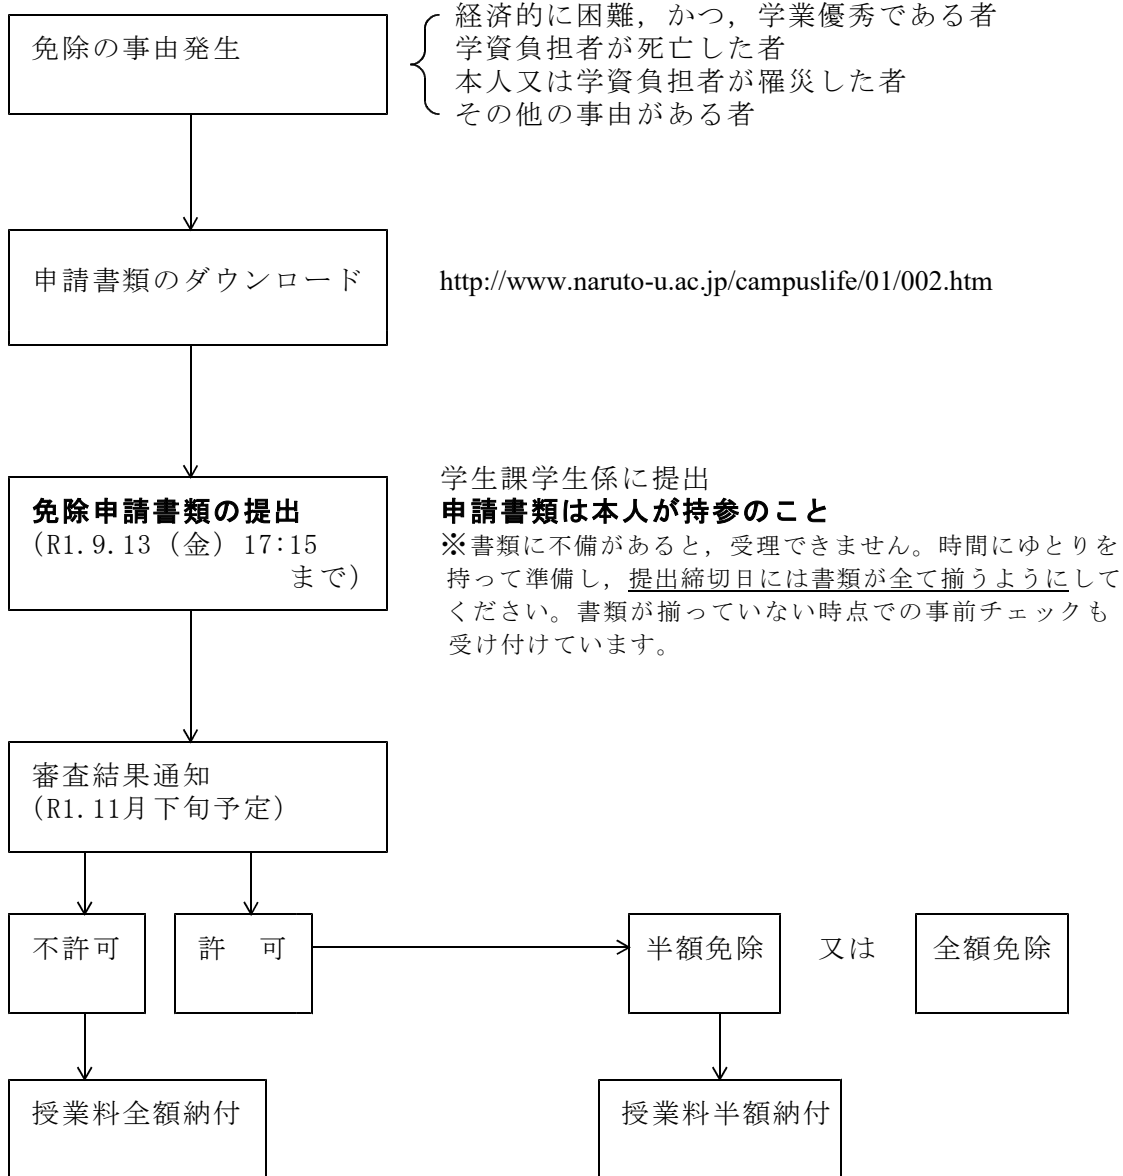 免除の事由発生
経済的に困難，かつ，学業優秀である者
学資負担者が死亡した者
本人又は学資負担者が罹災した者
その他の事由がある者
申請書類のダウンロード
http://www.naruto-u.ac.jp/campuslife/01/002.htm
免除申請書類の提出
(R1.9.13（金）17:15
まで)
学生課学生係に提出
申請書類は本人が持参のこと
※書類に不備があると，受理できません。時間にゆとりを
持って準備し，提出締切日には書類が全て揃うようにして
ください。書類が揃っていない時点での事前チェックも
受け付けています。
審査結果通知
(R1.11月下旬予定)
不許可
許　可
半額免除
又は
全額免除
授業料全額納付
授業料半額納付